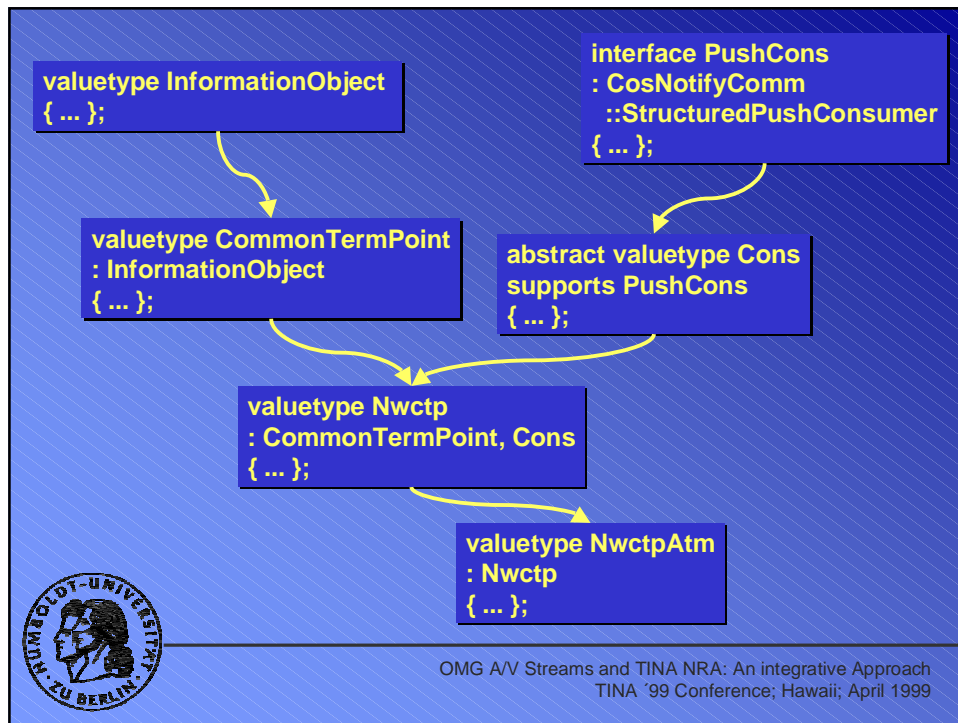 valuetype InformationObject
{ ... };
interface PushCons
: CosNotifyComm
::StructuredPushConsumer
{ ... };
valuetype CommonTermPoint
: InformationObject
{ ... };
abstract valuetype Cons
supports PushCons
{ ... };
valuetype Nwctp
: CommonTermPoint, Cons
{ ... };
valuetype NwctpAtm
: Nwctp
{ ... };
HUMBOLDT-UNIVERSITÄT
ZU BERLIN
OMG A/V Streams and TINA NRA: An integrative Approach
TINA ´99 Conference; Hawaii; April 1999